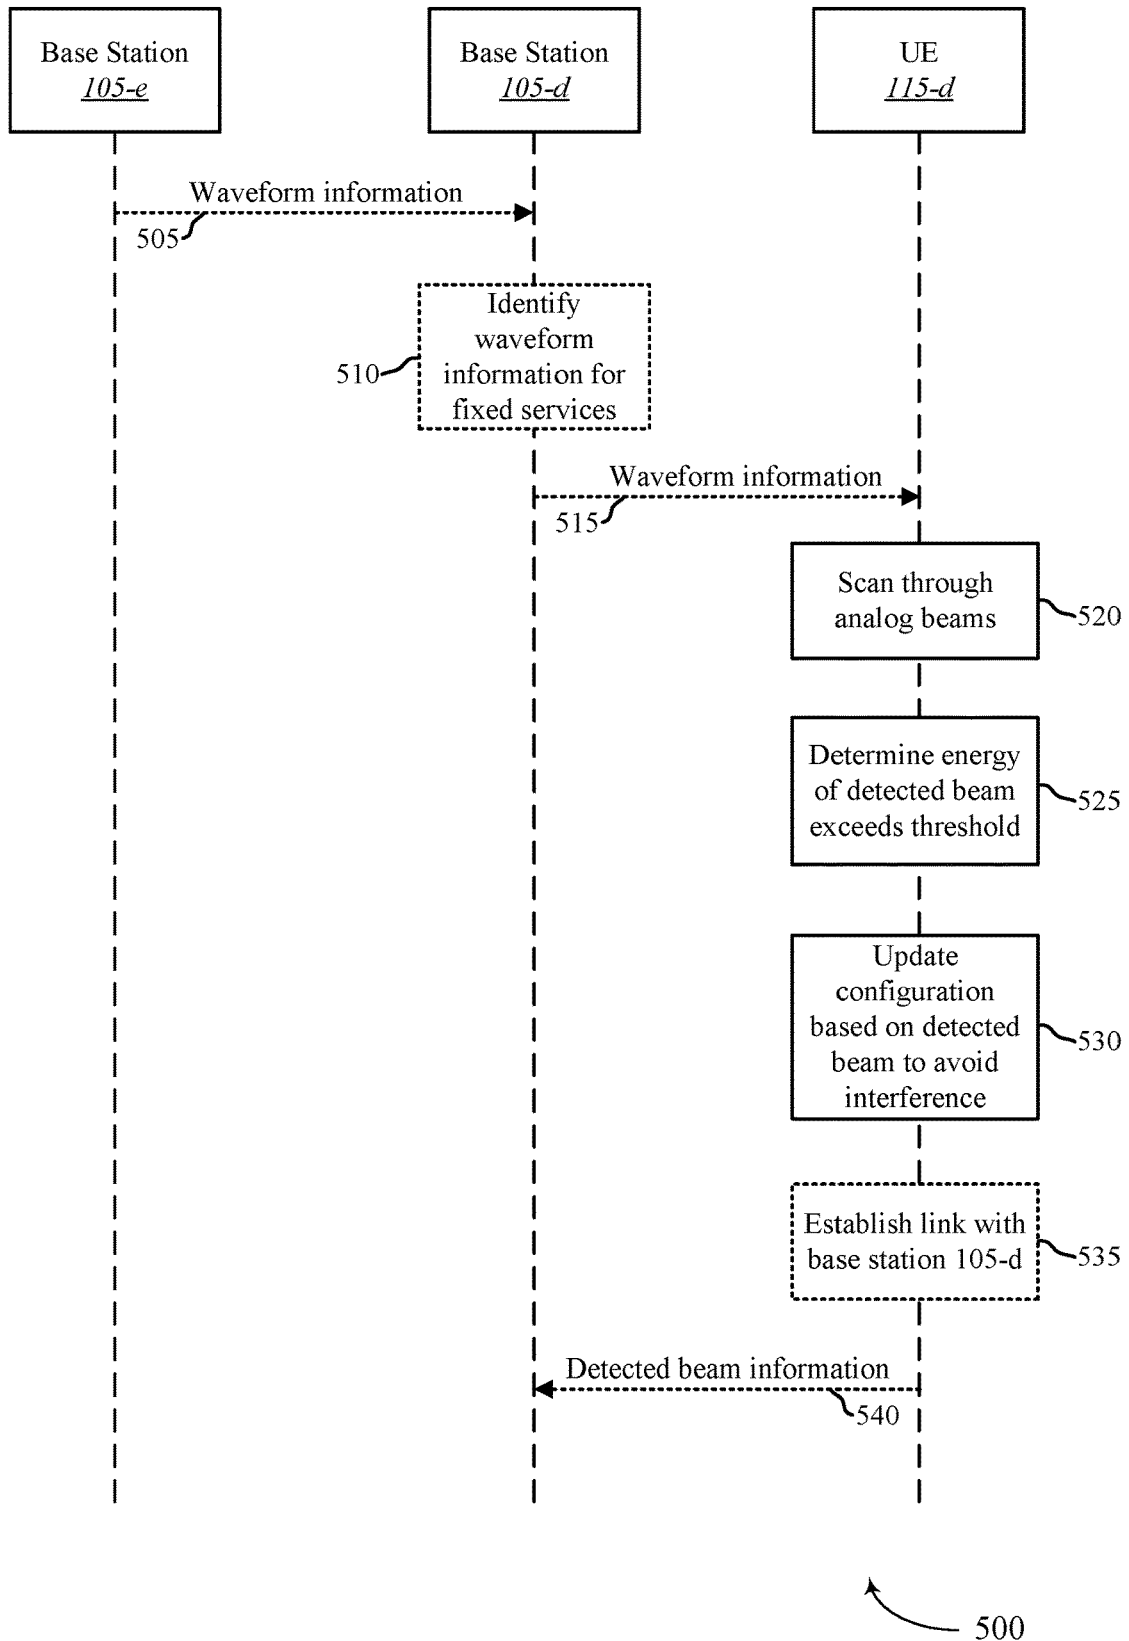 Base Station
105-e
Base Station
105-d
UE
115-d
Waveform information
505
Identify
waveform
information for
fixed services
510
Waveform information
515
Scan through
analog beams
520
Determine energy
of detected beam
exceeds threshold
525
Update
configuration
based on detected
beam to avoid
interference
530
Establish link with
base station 105-d
535
Detected beam information
540
500